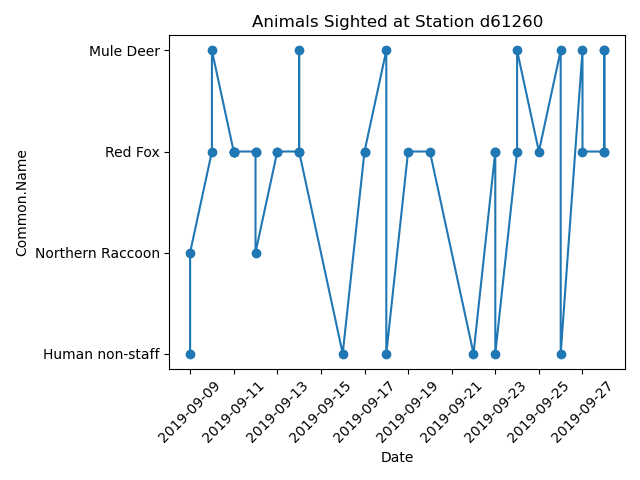 Animals Sighted at Station d61260
Common.Name
Mule Deer
Red Fox
Northern Raccoon
Human non-staff
2019-09-09
2019-09-11
2019-09-13
2019-09-15
2019-09-17
2019-09-19
2019-09-21
2019-09-23
2019-09-25
2019-09-27
Date